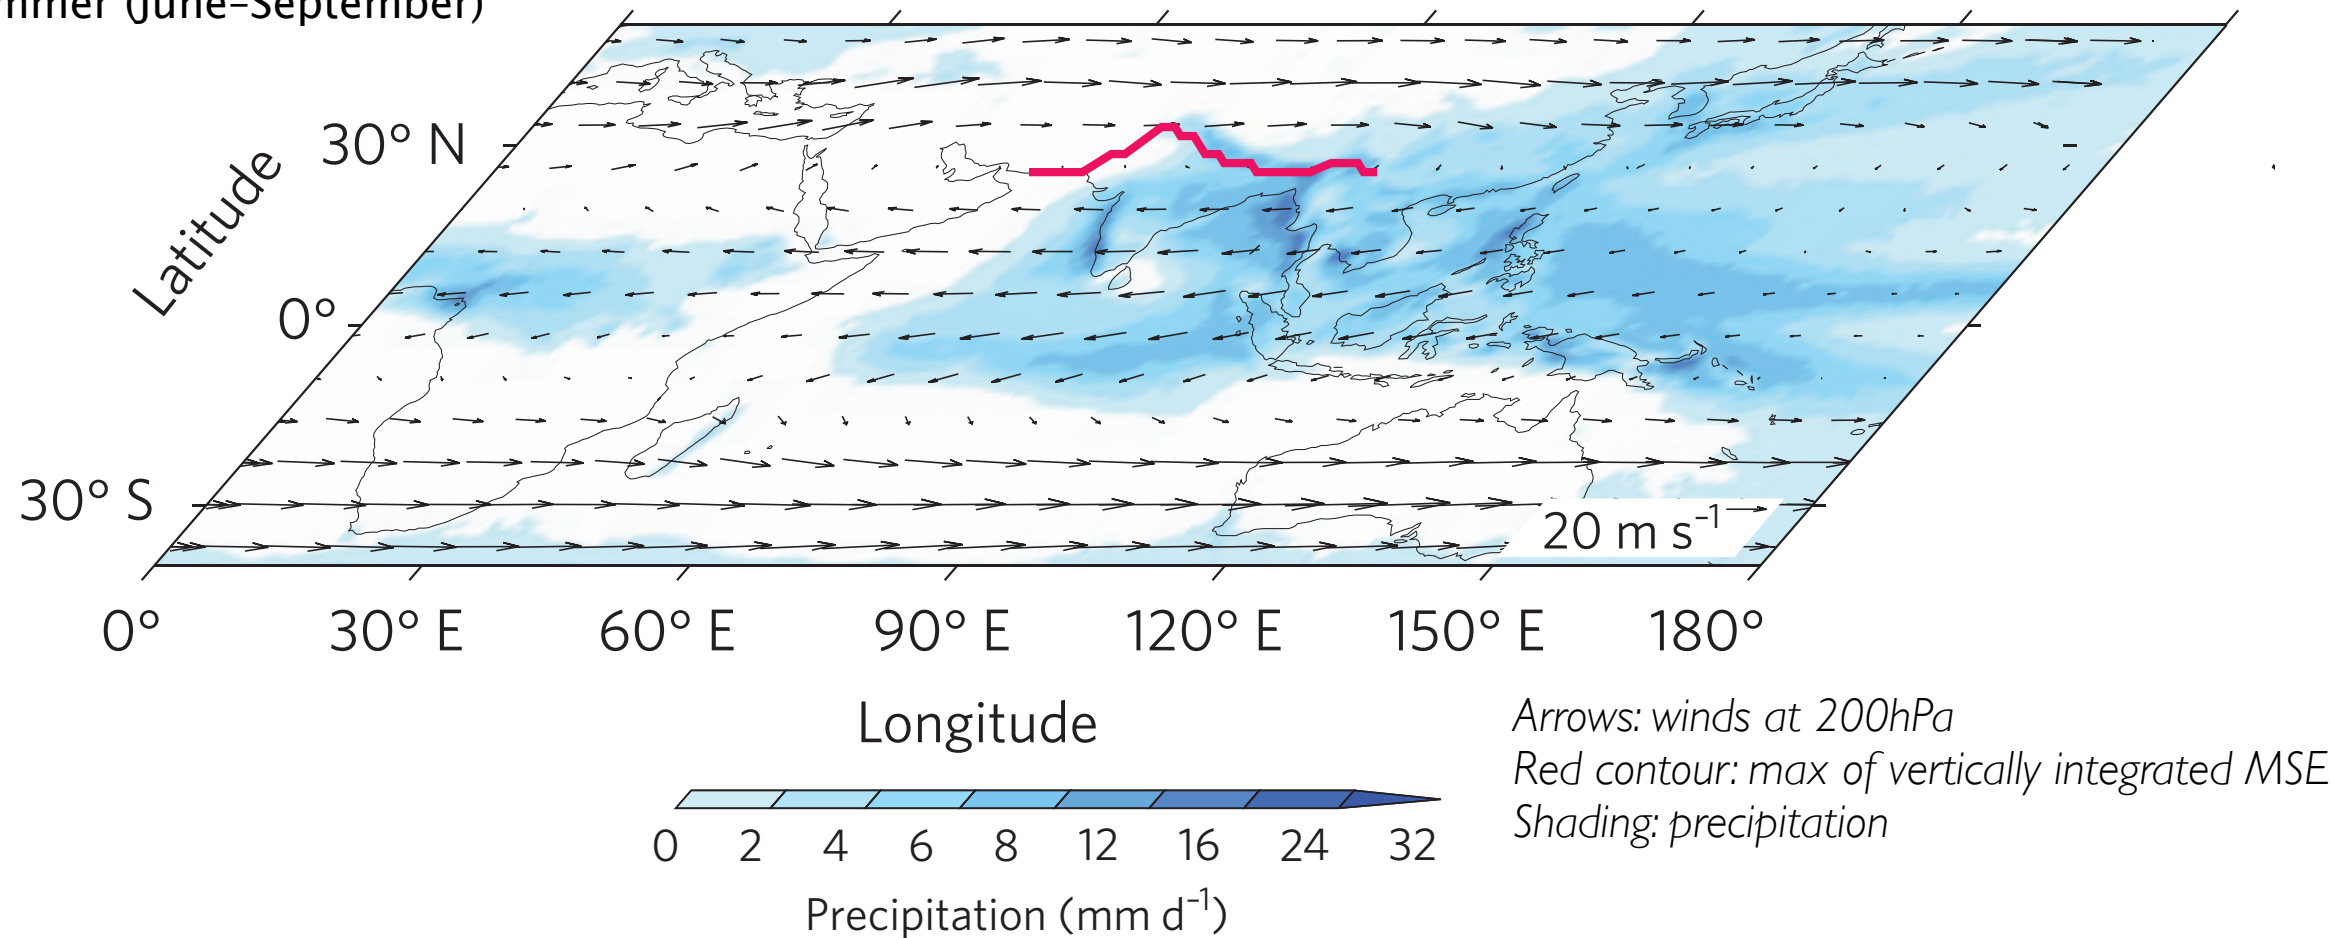 (June–September)
Latitude
30° N
0°
30° S
20 m s⁻¹
0° 30° E 60° E 90° E 120° E 150° E 180°
Longitude
0 2 4 6 8 12 16 24 32
Precipitation (mm d⁻¹)
Arrows: winds at 200hPa
Red contour: max of vertically integrated MSE
Shading: precipitation